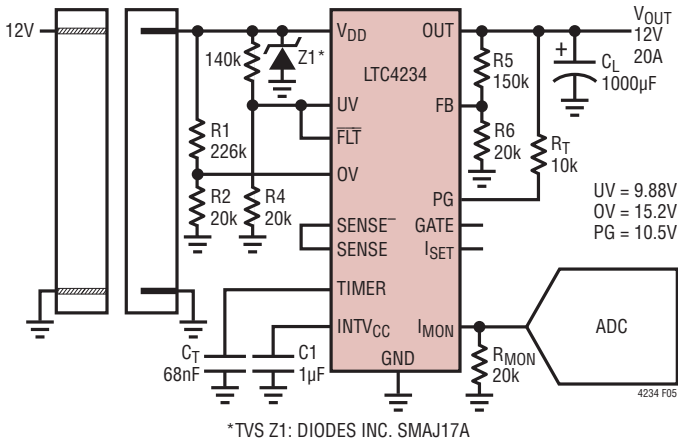 12V
140k
Z1*
R1
226k
R2
20k
R4
20k
VDD
UV
FLT
OV
SENSE–
SENSE
TIMER
INTVCC
LTC4234
OUT
FB
PG
GATE
ISET
IMON
GND
R5
150k
R6
20k
RT
10k
+
CL
1000µF
VOUT
12V
20A
UV = 9.88V
OV = 15.2V
PG = 10.5V
CT
68nF
C1
1µF
RMON
20k
ADC
4234 F05
*TVS Z1: DIODES INC. SMAJ17A